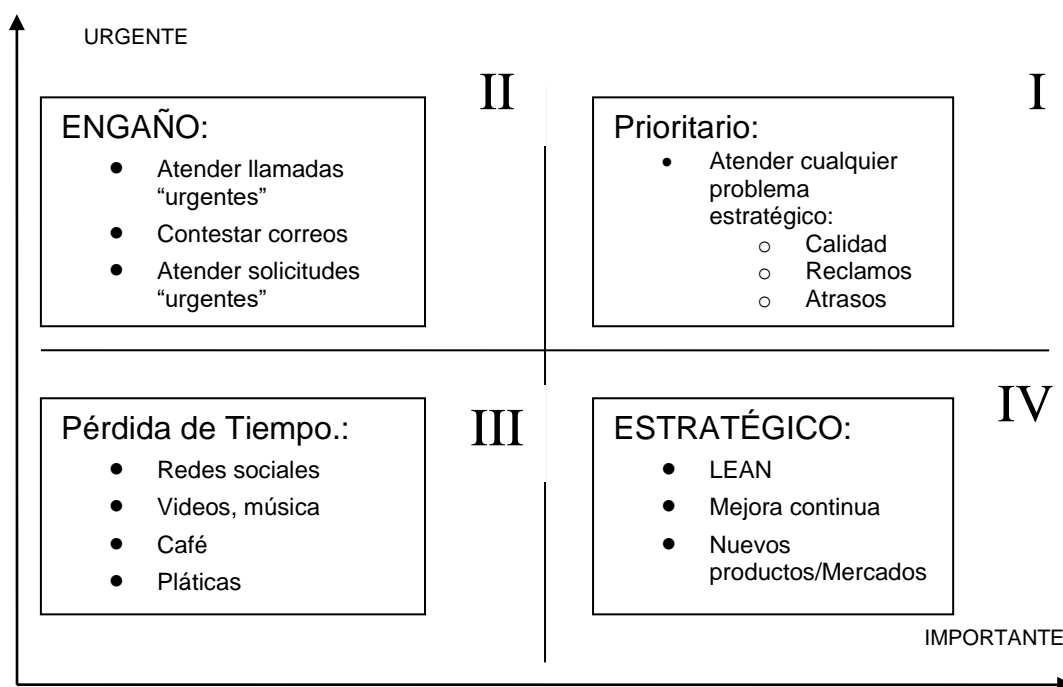 URGENTE
II
I
ENGAÑO:
● Atender llamadas
“urgentes”
● Contestar correos
● Atender solicitudes
“urgentes”
Prioritario:
• Atender cualquier
problema
estratégico:
o Calidad
o Reclamos
o Atrasos
III
IV
Pérdida de Tiempo.:
● Redes sociales
● Videos, música
● Café
● Pláticas
ESTRATÉGICO:
● LEAN
● Mejora continua
● Nuevos
productos/Mercados
IMPORTANTE